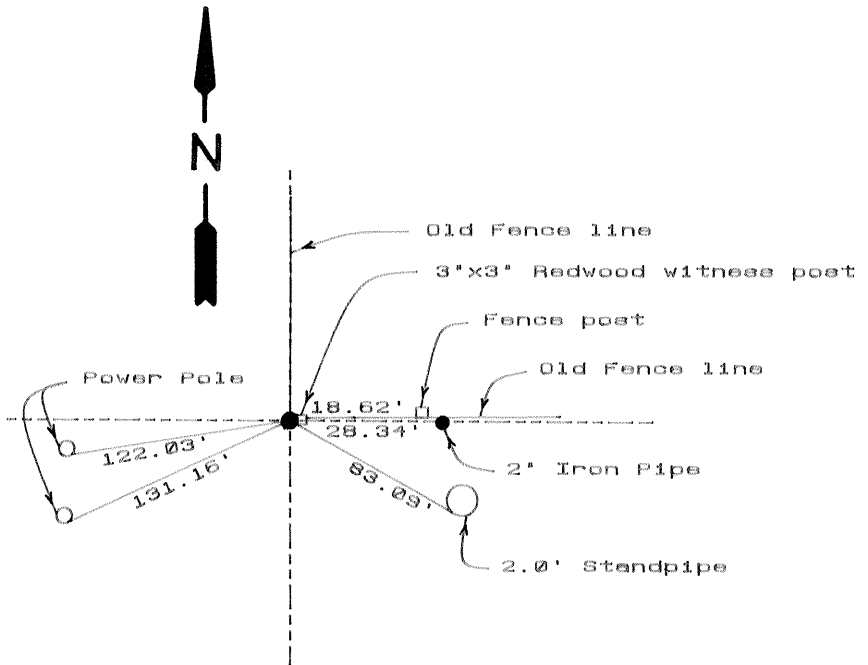 N
Old Fence line
3"x3" Redwood witness post
Fence post
Old Fence line
Power Pole
18.62'
28.34'
122.03'
131.16'
83.09'
2" Iron Pipe
2.0' Standpipe